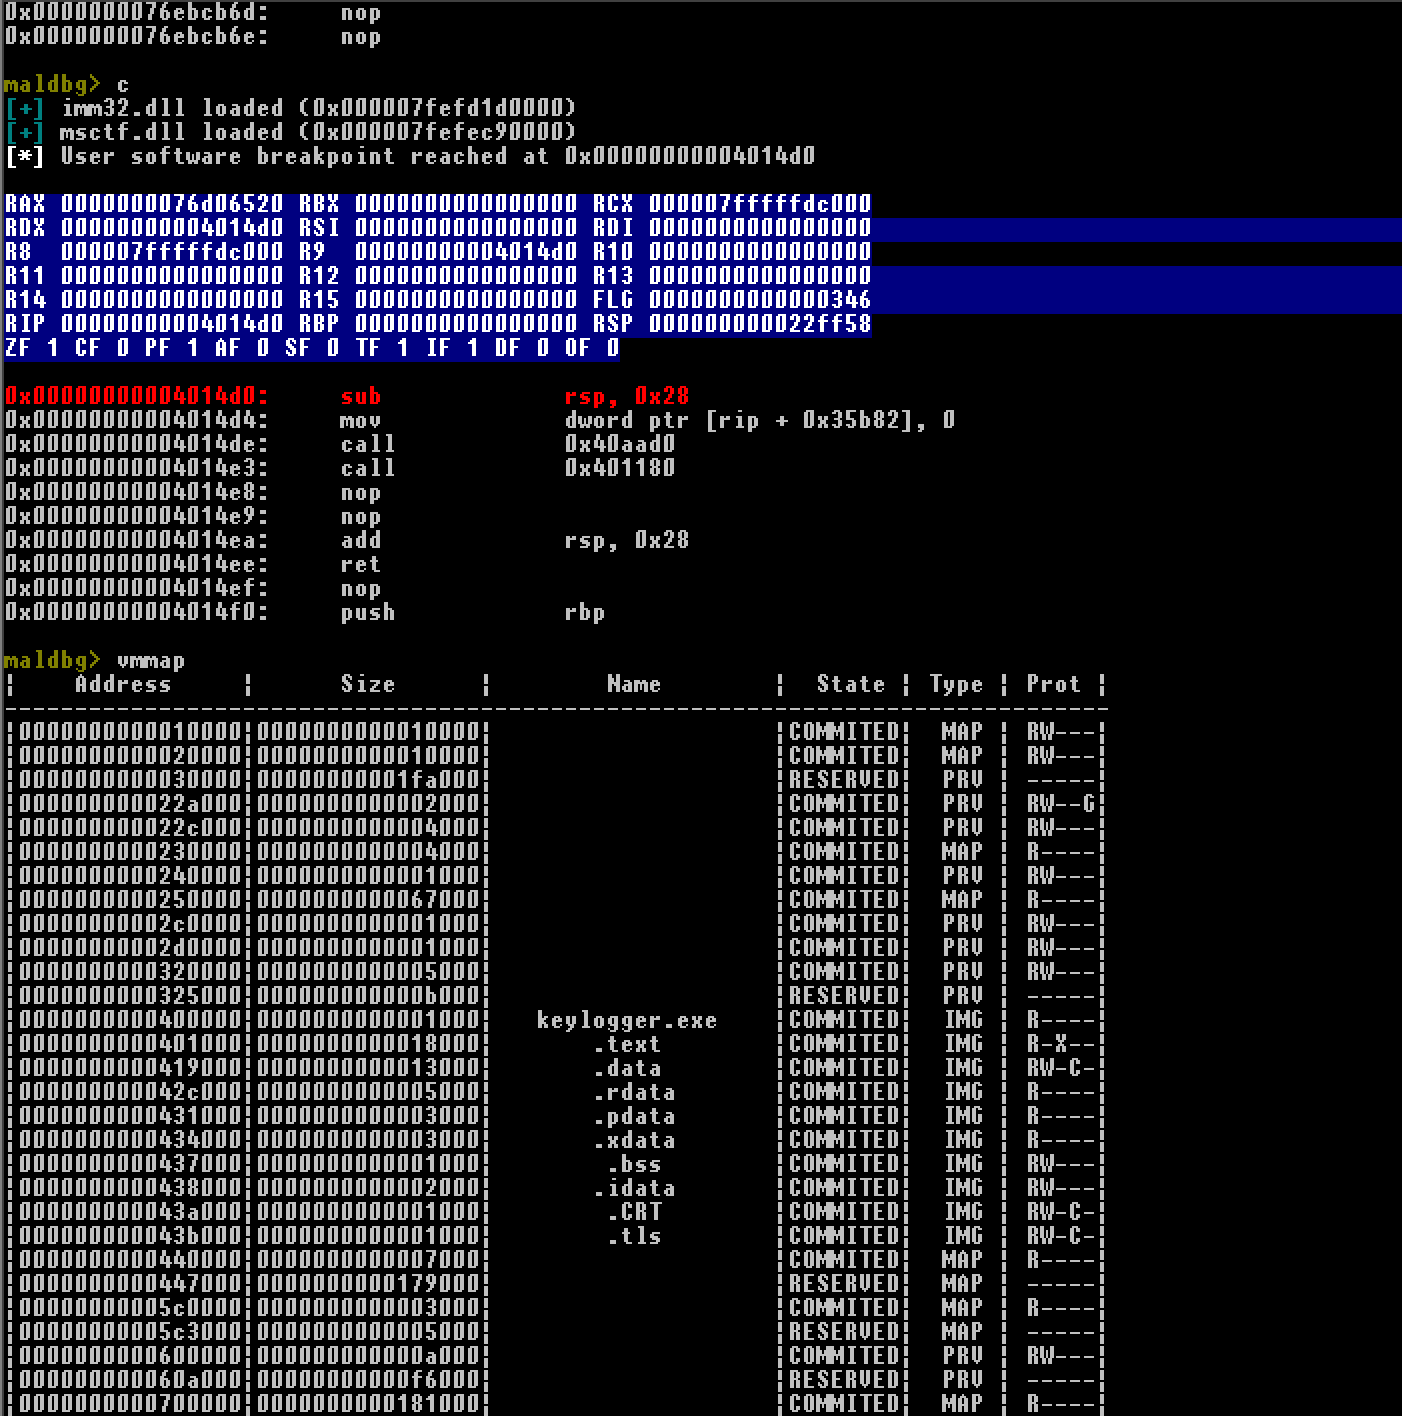 0x0000000076ebcb6d: nop
0x0000000076ebcb6e: nop
maldbg> c
[+] imm32.dll loaded (0x000007fefd1d0000)
[+] msctf.dll loaded (0x000007fefec90000)
[*] User software breakpoint reached at 0x00000000004014d0
RAX 0000000076d06520 RBX 0000000000000000 RCX 000007fffffdc000
RDX 00000000004014d0 RSI 0000000000000000 RDI 0000000000000000
R8 000007fffffdc000 R9 00000000004014d0 R10 0000000000000000
R11 0000000000000000 R12 0000000000000000 R13 0000000000000000
R14 0000000000000000 R15 0000000000000000 FLG 0000000000000346
RIP 00000000004014d0 RBP 0000000000000000 RSP 000000000022ff58
ZF 1 CF 0 PF 1 AF 0 SF 0 TF 1 IF 1 DF 0 OF 0
0x00000000004014d0: sub rsp, 0x28
0x00000000004014d4: mov dword ptr [rip + 0x35b82], 0
0x00000000004014de: call 0x40aad0
0x00000000004014e3: call 0x401180
0x00000000004014e8: nop
0x00000000004014e9: nop
0x00000000004014ea: add rsp, 0x28
0x00000000004014ee: ret
0x00000000004014ef: nop
0x00000000004014f0: push rbp
maldbg> vmmap
| Address | Size | Name | State | Type | Prot |
------------------------------------------------------------------------------
|0000000000010000|0000000000010000| |COMMITED| MAP | RW---|
|0000000000020000|0000000000010000| |COMMITED| MAP | RW---|
|0000000000030000|00000000001fa000| |RESERVED| PRV | -----|
|000000000022a000|0000000000002000| |COMMITED| PRV | RW--G|
|000000000022c000|0000000000004000| |COMMITED| PRV | RW---|
|0000000000230000|0000000000004000| |COMMITED| MAP | R----|
|0000000000240000|0000000000001000| |COMMITED| PRV | RW---|
|0000000000250000|0000000000067000| |COMMITED| MAP | R----|
|00000000002c0000|0000000000001000| |COMMITED| PRV | RW---|
|00000000002d0000|0000000000001000| |COMMITED| PRV | RW---|
|0000000000320000|0000000000005000| |COMMITED| PRV | RW---|
|0000000000325000|000000000000b000| |RESERVED| PRV | -----|
|0000000000400000|0000000000001000| keylogger.exe |COMMITED| IMG | R----|
|0000000000401000|0000000000018000| .text |COMMITED| IMG | R-X--|
|0000000000419000|0000000000013000| .data |COMMITED| IMG | RW-C-|
|000000000042c000|0000000000005000| .rdata |COMMITED| IMG | R----|
|0000000000431000|0000000000003000| .pdata |COMMITED| IMG | R----|
|0000000000434000|0000000000003000| .xdata |COMMITED| IMG | R----|
|0000000000437000|0000000000001000| .bss |COMMITED| IMG | RW---|
|0000000000438000|0000000000002000| .idata |COMMITED| IMG | RW---|
|000000000043a000|0000000000001000| .CRT |COMMITED| IMG | RW-C-|
|000000000043b000|0000000000001000| .tls |COMMITED| IMG | RW-C-|
|0000000000440000|0000000000007000| |COMMITED| MAP | R----|
|0000000000447000|0000000000179000| |RESERVED| MAP | -----|
|00000000005c0000|0000000000003000| |COMMITED| MAP | R----|
|00000000005c3000|0000000000005000| |RESERVED| MAP | -----|
|0000000000600000|000000000000a000| |COMMITED| PRV | RW---|
|000000000060a000|00000000000f6000| |RESERVED| PRV | -----|
|0000000000700000|0000000000181000| |COMMITED| MAP | R----|